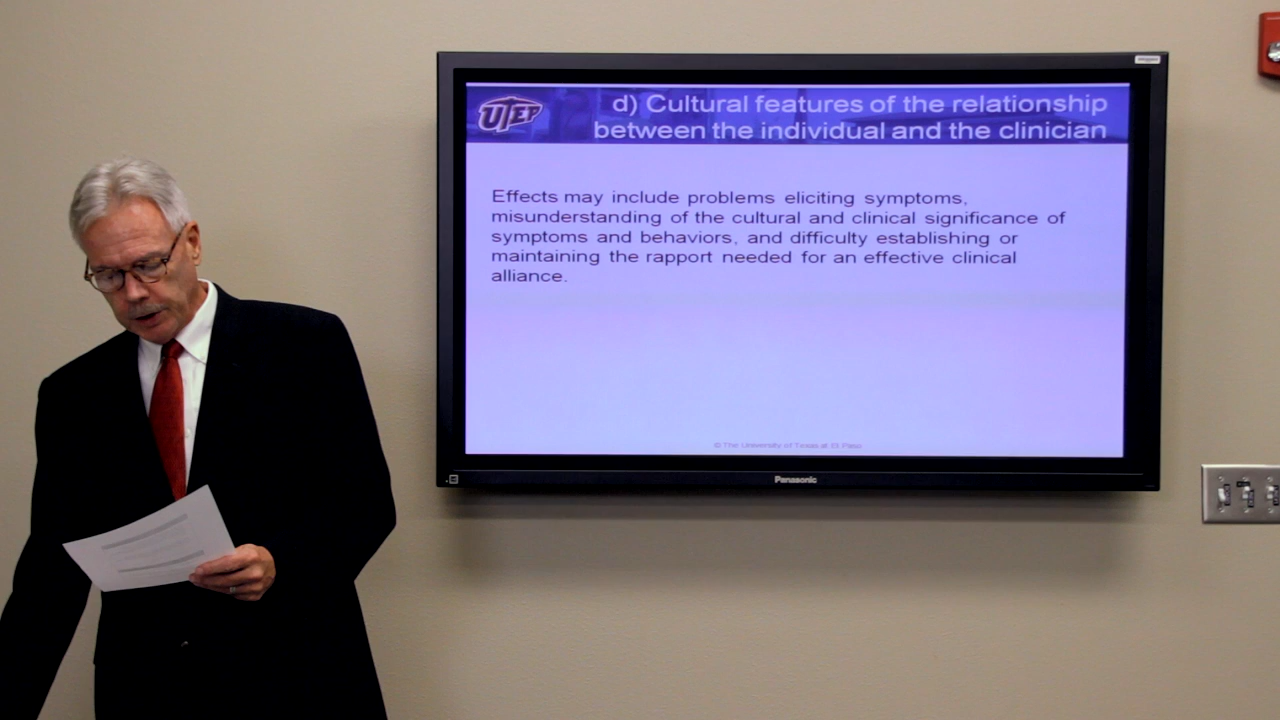 UTEP
d) Cultural features of the relationship
between the individual and the clinician
Effects may include problems eliciting symptoms,
misunderstanding of the cultural and clinical significance of
symptoms and behaviors, and difficulty establishing or
maintaining the rapport needed for an effective clinical
alliance.
© The University of Texas at El Paso
Panasonic